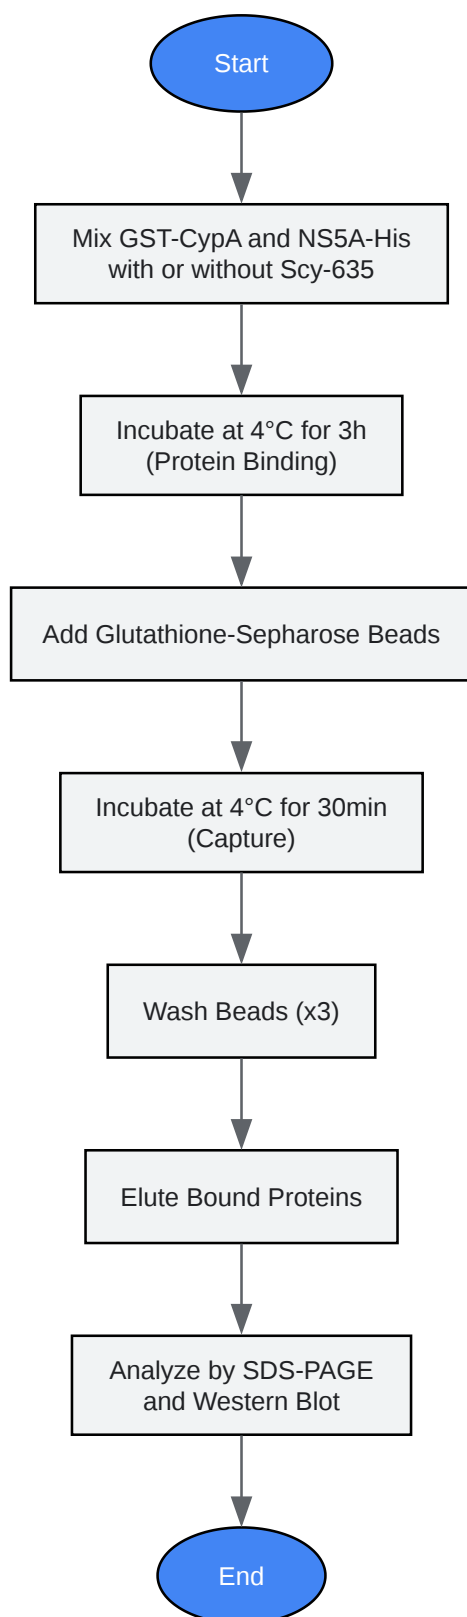 Start
Mix GST-CypA and NS5A-His
with or without Scy-635
Incubate at 4°C for 3h
(Protein Binding)
Add Glutathione-Sepharose Beads
Incubate at 4°C for 30min
(Capture)
Wash Beads (x3)
Elute Bound Proteins
Analyze by SDS-PAGE
and Western Blot
End